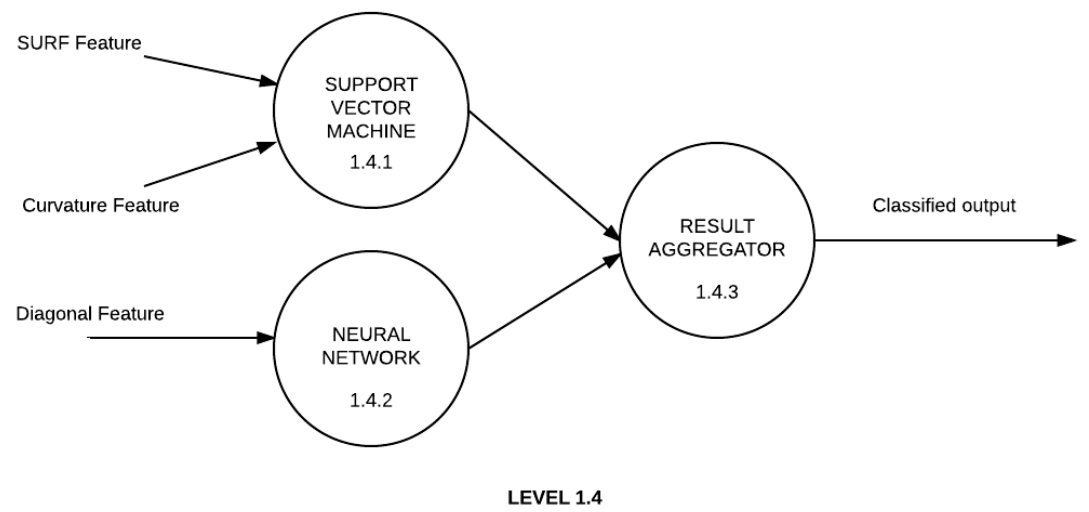 SURF Feature
SUPPORT
VECTOR
MACHINE
1.4.1
Curvature Feature
Diagonal Feature
NEURAL
NETWORK
1.4.2
RESULT
AGGREGATOR
1.4.3
Classified output
LEVEL 1.4